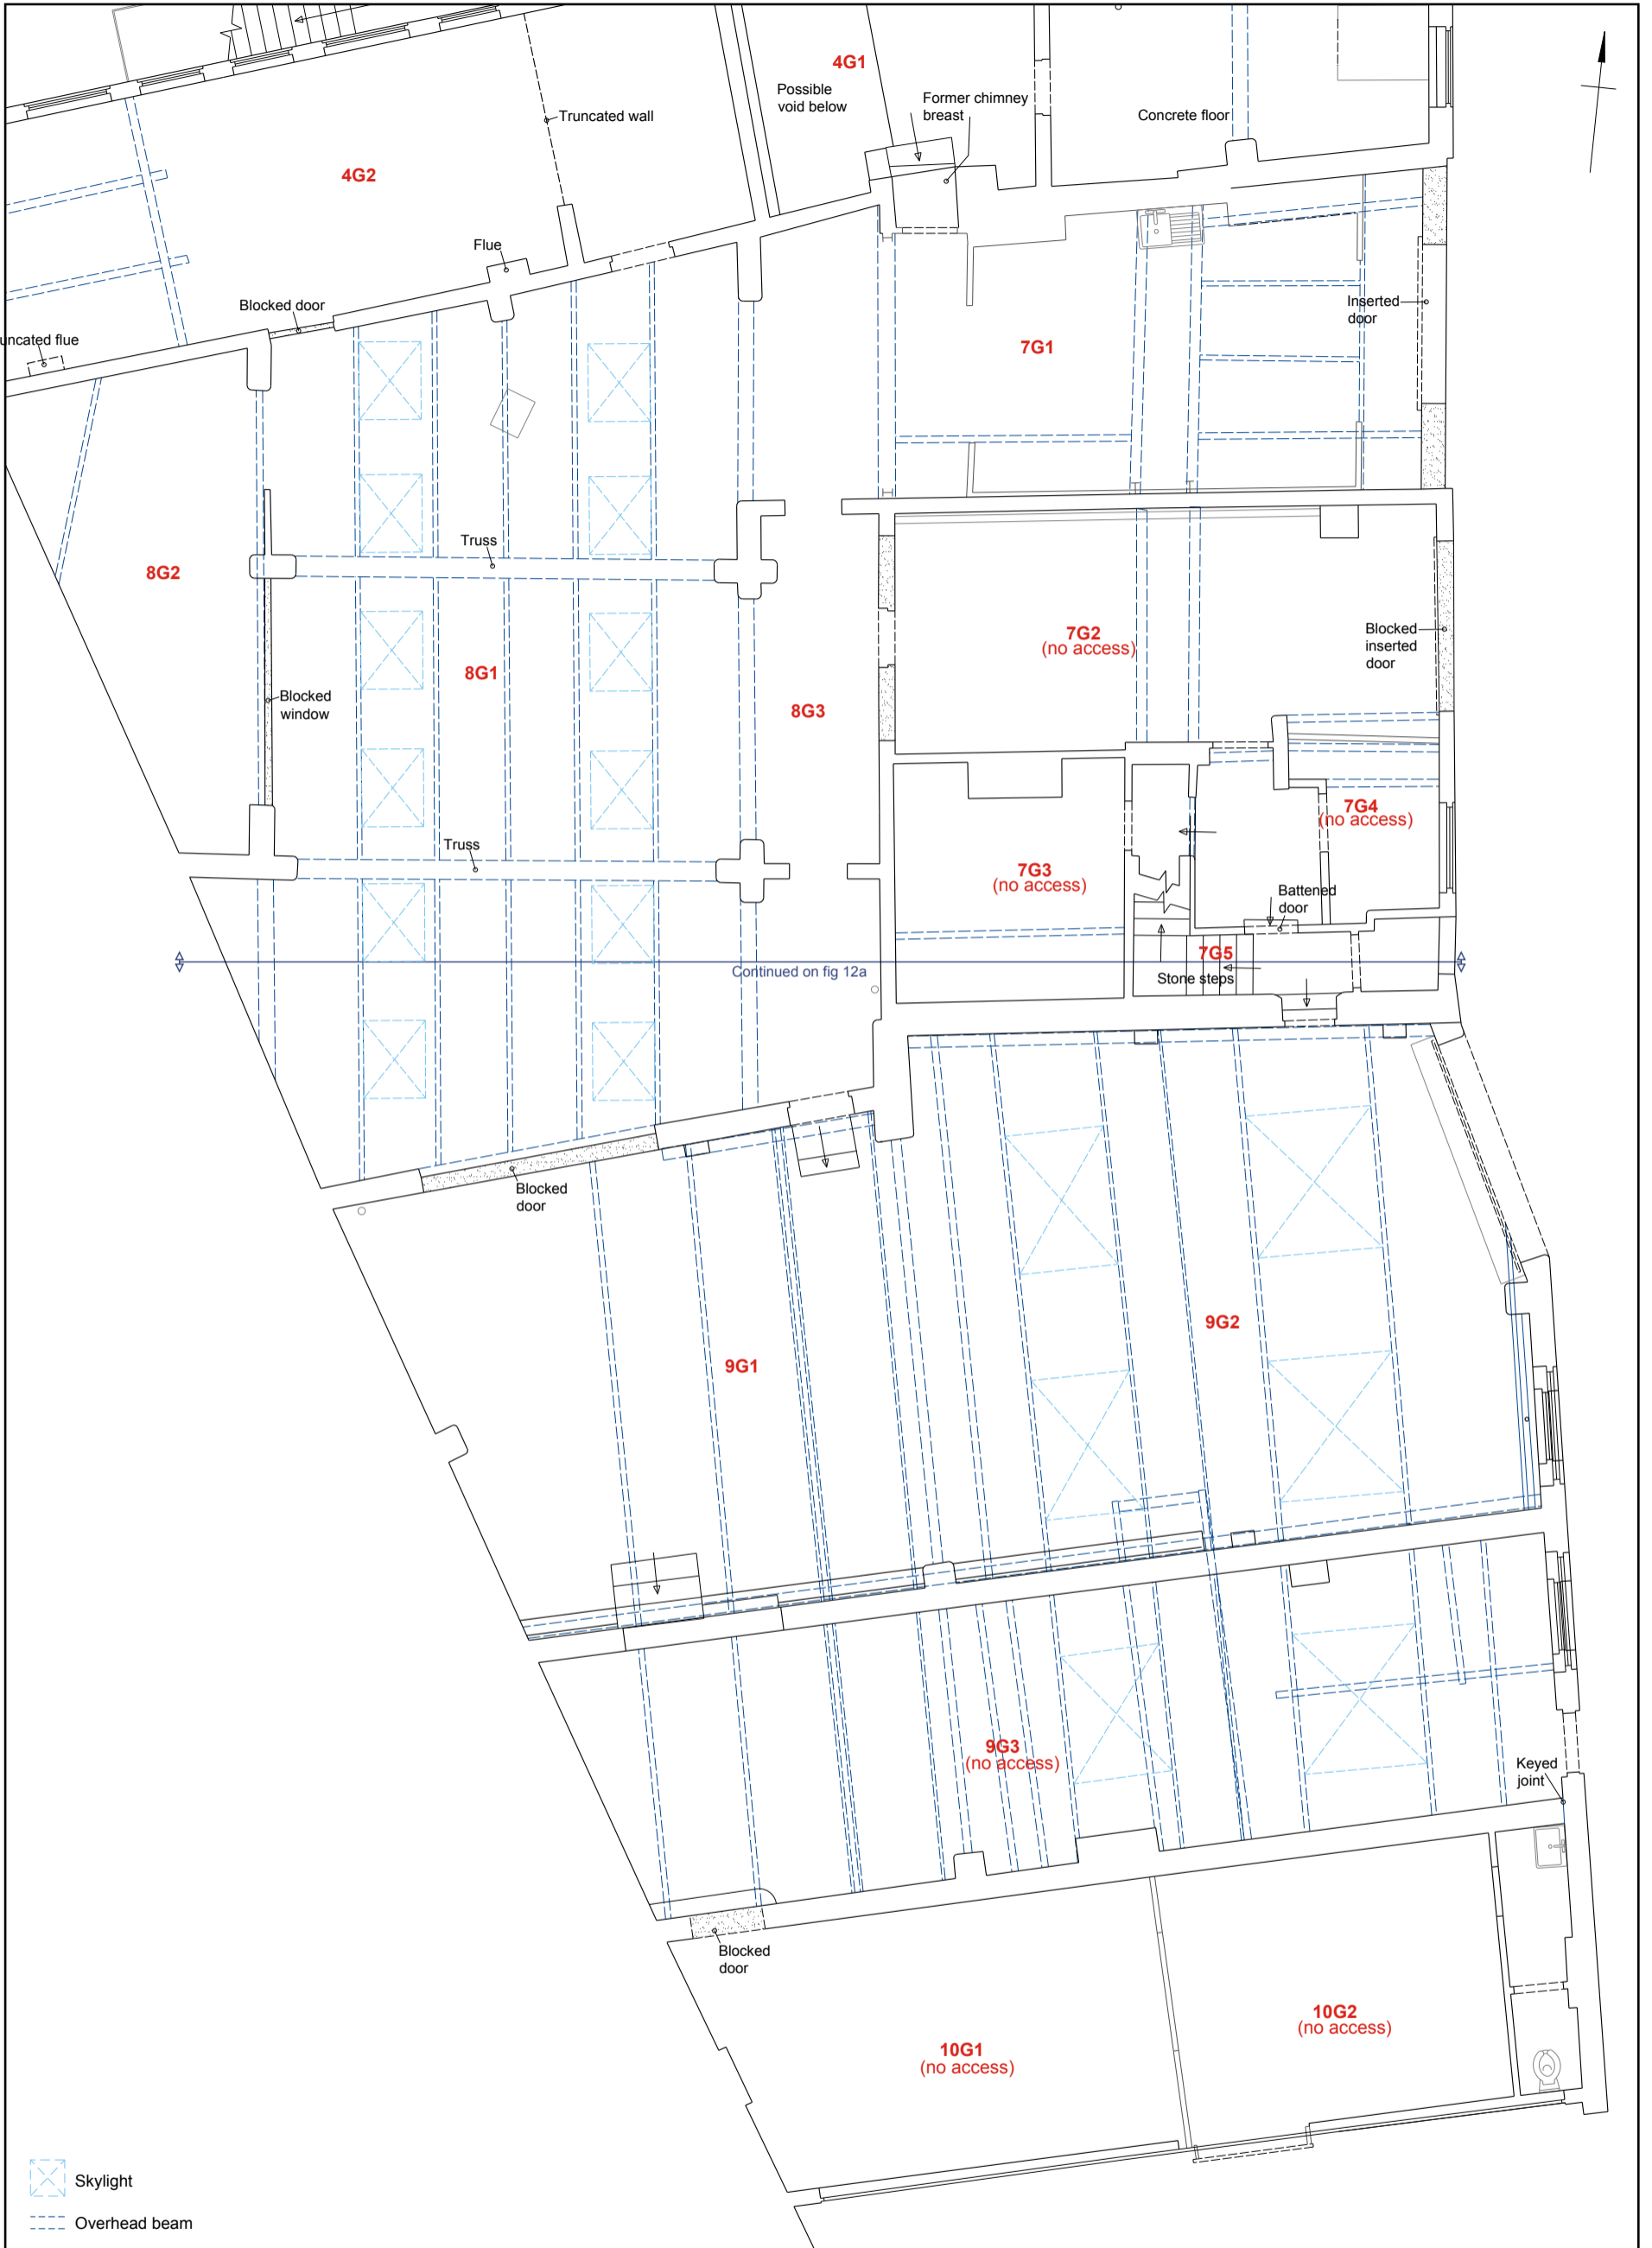 4G1
Possible
void below
Former chimney
breast
Concrete floor
Truncated wall
4G2
Flue
Blocked door
uncated flue
Inserted
door
7G1
Truss
8G2
7G2
(no access)
Blocked
inserted
door
8G1
Blocked
window
8G3
7G4
(no access)
Truss
7G3
(no access)
Battened
door
7G5
Stone steps
Continued on fig 12a
Blocked
door
9G2
9G1
9G3
(no access)
Keyed
joint
Blocked
door
10G2
(no access)
10G1
(no access)
Skylight
Overhead beam